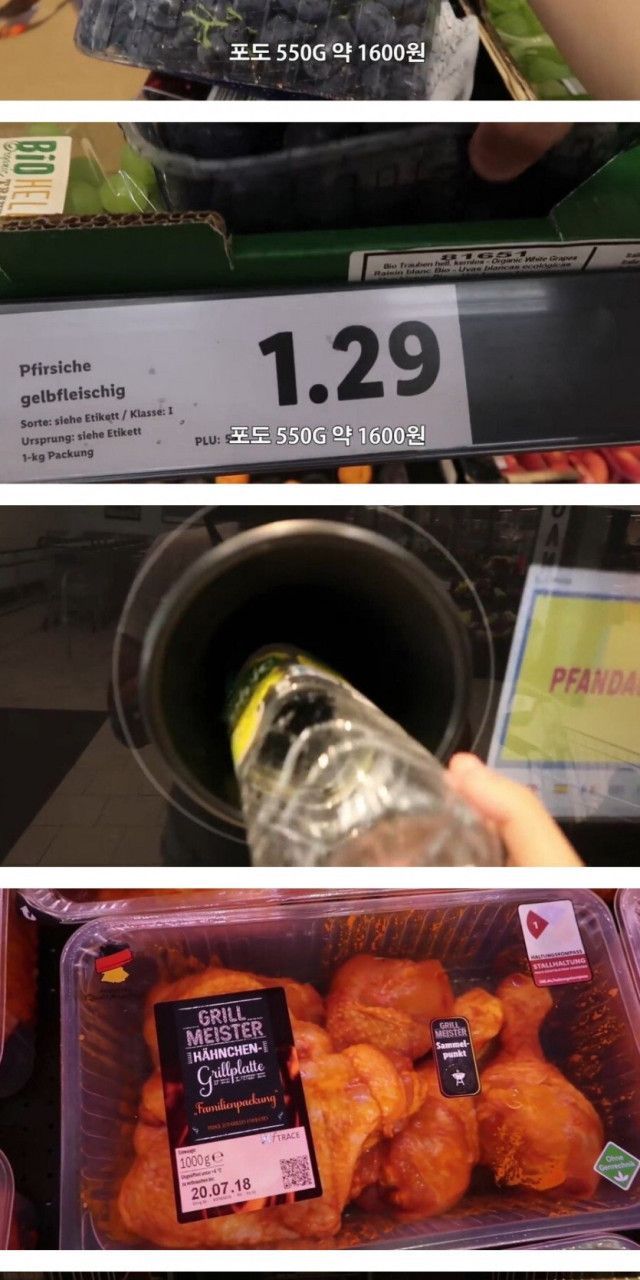 포도 550G 약 1600원
Bio
81651
Bio Trauben hell, kernlos - Organic White Grapes
Raisin blanc Bio - Uvas blancas ecológicas
Pfirsiche
gelbfleischig
1.29
Sorte: siehe Etikett / Klasse: I
Ursprung: siehe Etikett
1-kg Packung
PLU:
포도 550G 약 1600원
PFANDA
GRILL
MEISTER
HÄHNCHEN-
Grillplatte
Familienpackung
TRACE
1000g e
20.07.18
GRILL
MEISTER
Sammel-
punkt
1
HALTUNGSKOMPASS
STALLHALTUNG
Ohne
Gentechnik